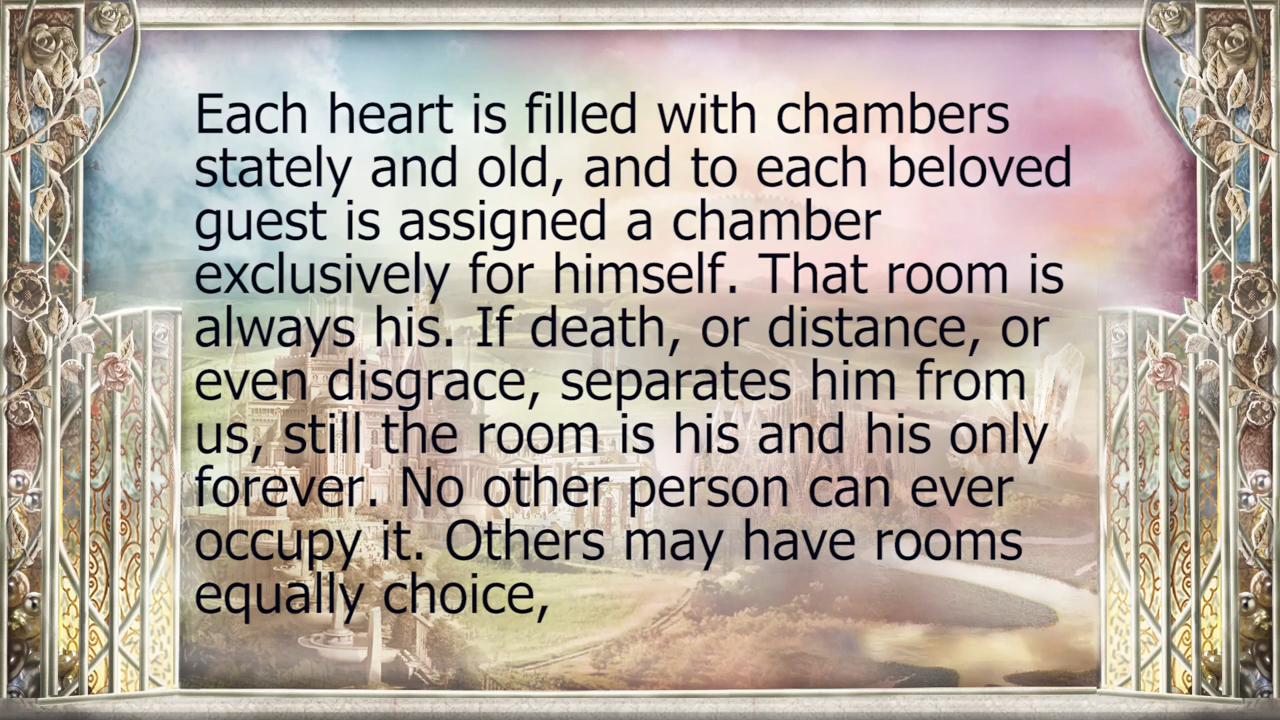 Each heart is filled with chambers
stately and old, and to each beloved
guest is assigned a chamber
exclusively for himself. That room is
always his. If death, or distance, or
even disgrace, separates him from
us, still the room is his and his only
forever. No other person can ever
occupy it. Others may have rooms
equally choice,